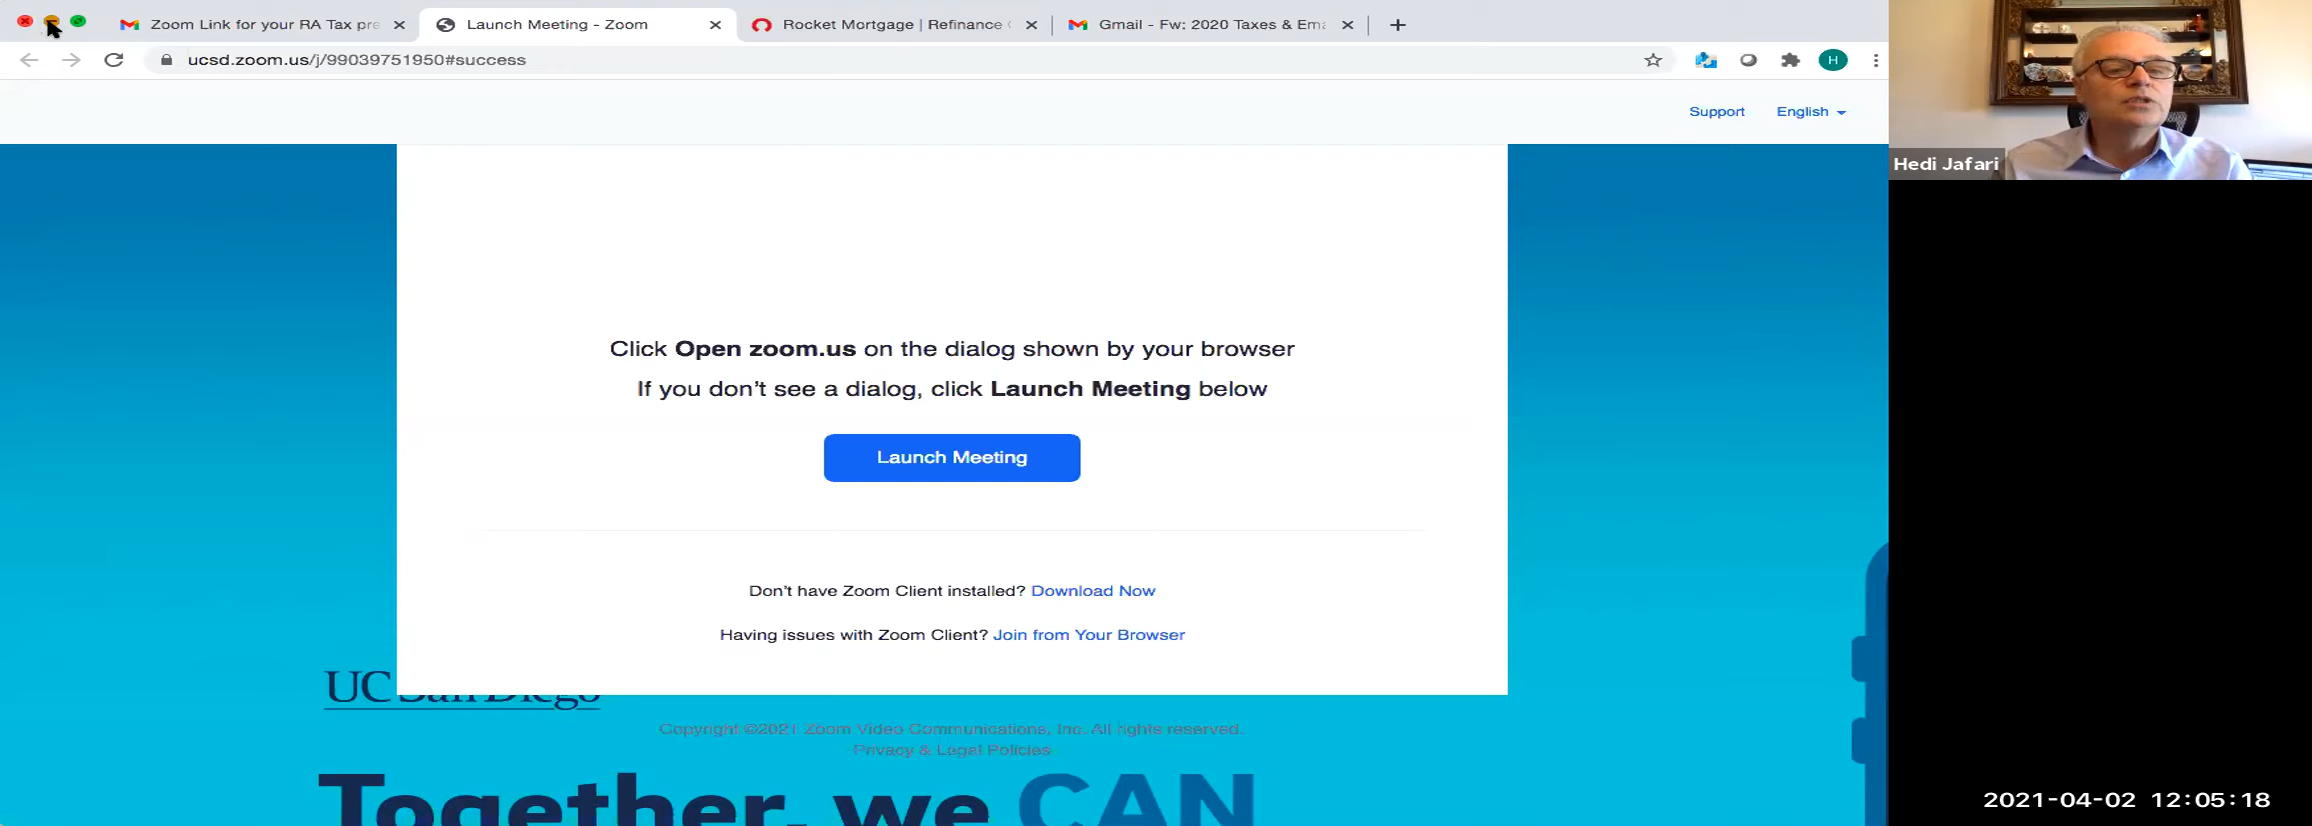 Zoom Link for your RA Tax pre
Launch Meeting - Zoom
Rocket Mortgage | Refinance
Gmail - Fw: 2020 Taxes & Ema
ucsd.zoom.us/j/99039751950#success
H
Support English
Hedi Jafari
Click Open zoom.us on the dialog shown by your browser
If you don't see a dialog, click Launch Meeting below
Launch Meeting
Don't have Zoom Client installed? Download Now
Having issues with Zoom Client? Join from Your Browser
UC San Diego
Copyright ©2021 Zoom Video Communications, Inc. All rights reserved.
Privacy & Legal Policies
Together, we CAN
2021-04-02 12:05:18